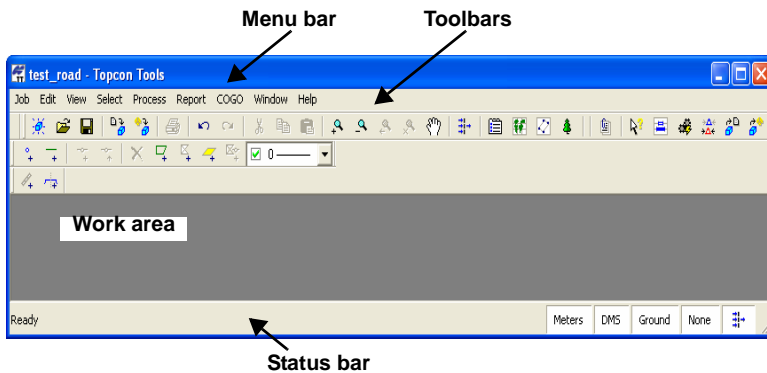 Menu bar Toolbars
test_road - Topcon Tools
Job Edit View Select Process Report COGO Window Help
0
Work area
Ready Meters DMS Ground None
Status bar